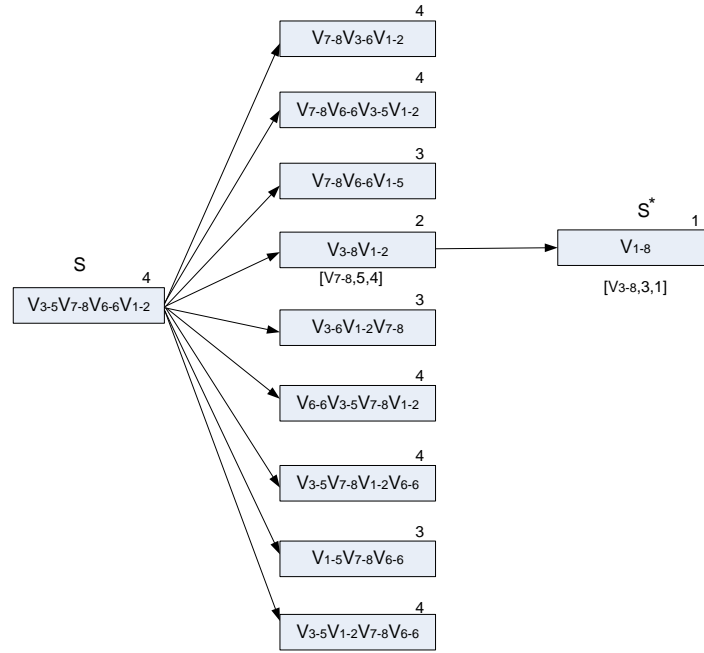 S
4
V3-5V7-8V6-6V1-2
4
V7-8V3-6V1-2
4
V7-8V6-6V3-5V1-2
3
V7-8V6-6V1-5
2
V3-8V1-2
[V7-8,5,4]
3
V3-6V1-2V7-8
4
V6-6V3-5V7-8V1-2
4
V3-5V7-8V1-2V6-6
3
V1-5V7-8V6-6
4
V3-5V1-2V7-8V6-6
S*
1
V1-8
[V3-8,3,1]